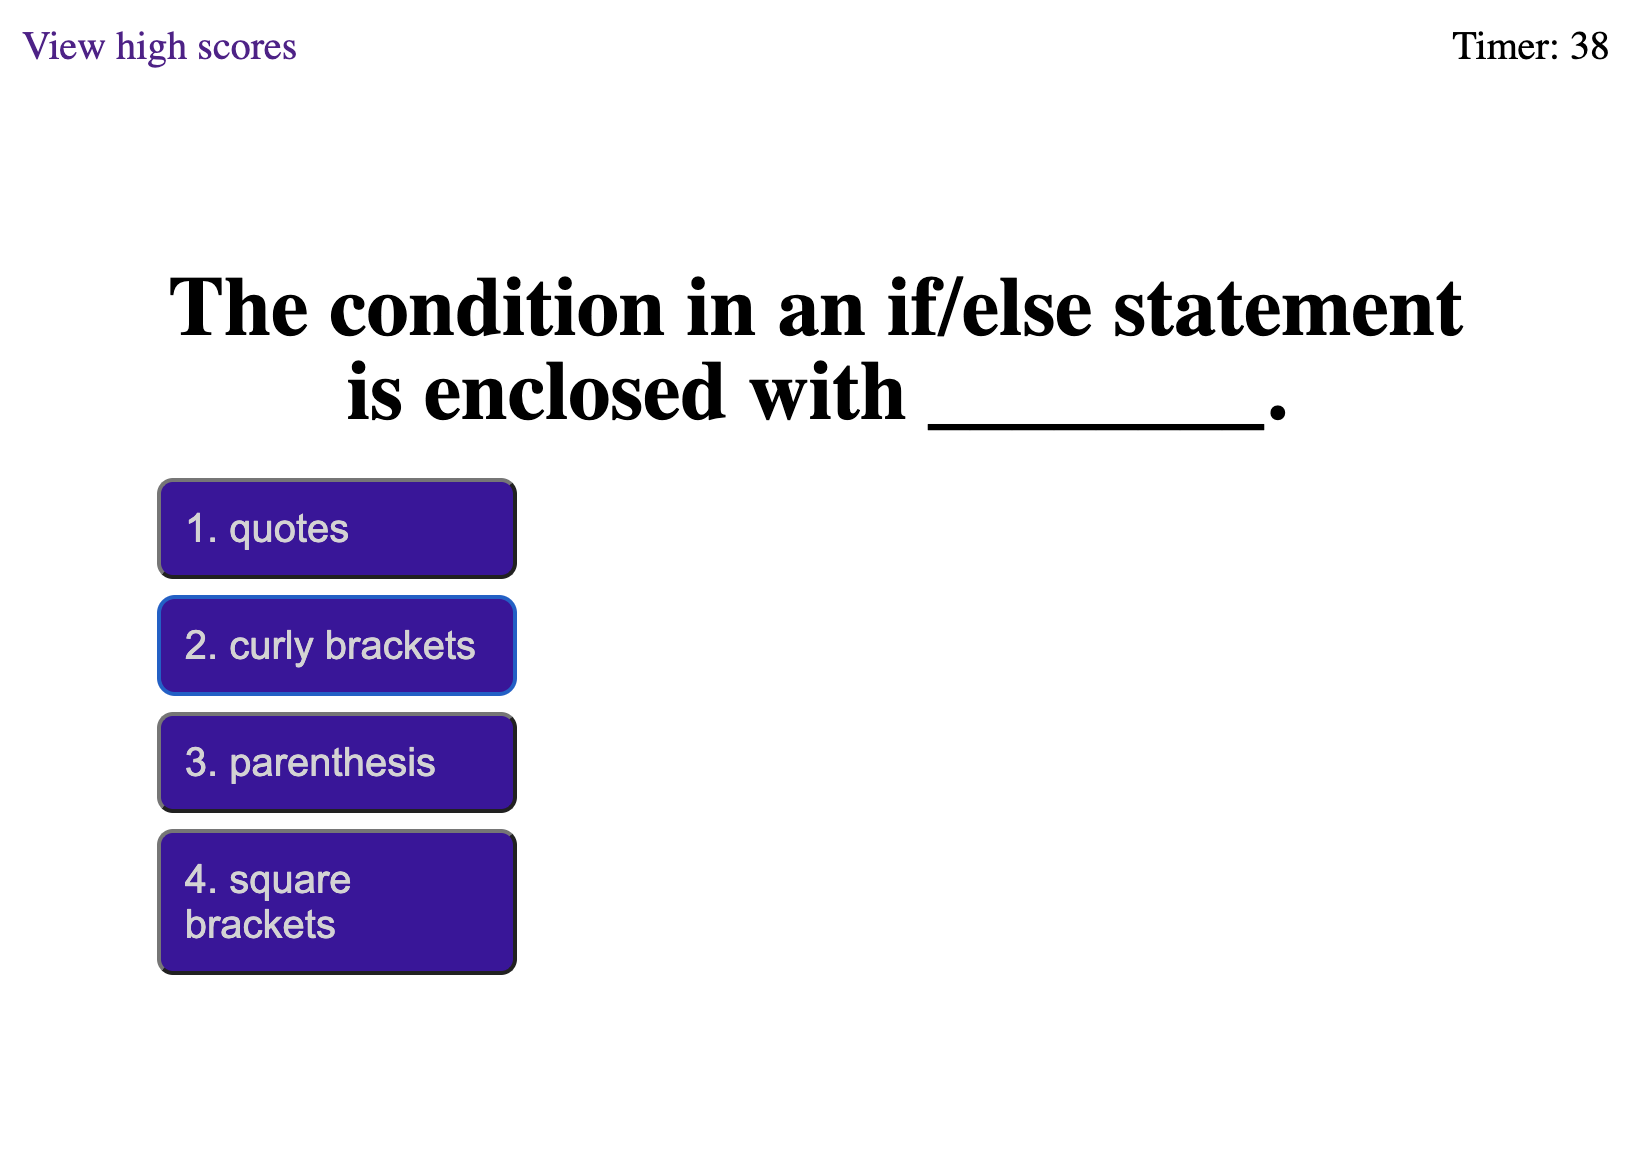 View high scores
Timer: 38
The condition in an if/else statement
is enclosed with ________.
1. quotes
2. curly brackets
3. parenthesis
4. square
brackets